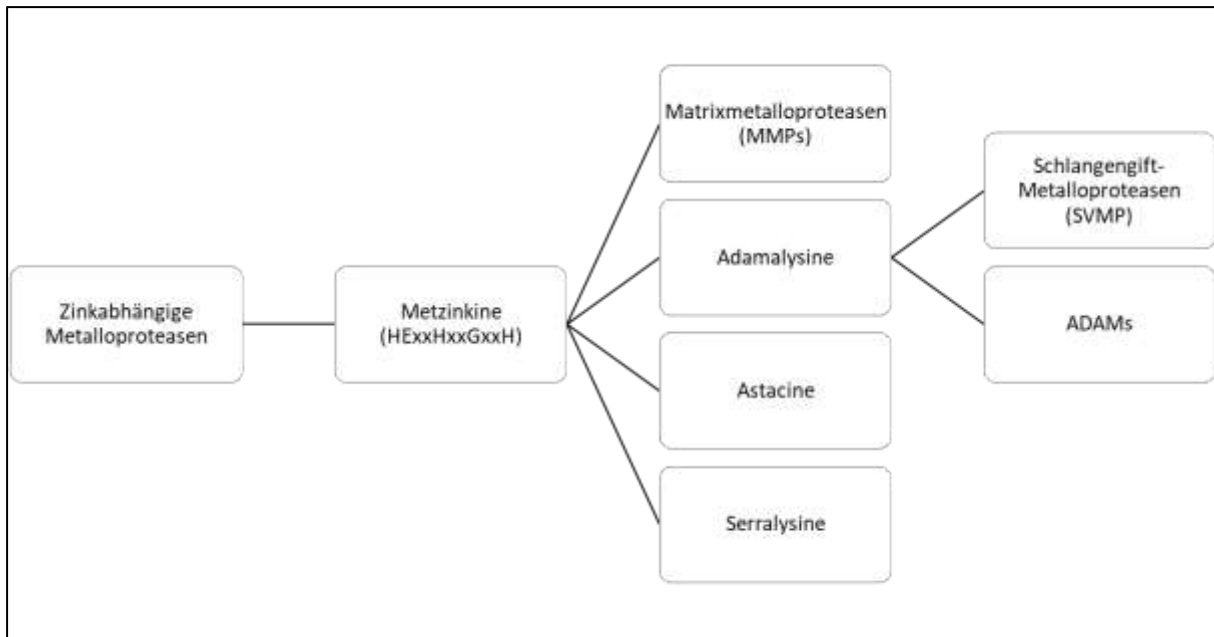 Zinkabhängige
Metalloproteasen
Metzinkine
(HExxHxxGxxH)
Matrixmetalloproteasen
(MMPs)
Adamalysine
Astacine
Serralysine
Schlangengift-
Metalloproteasen
(SVMP)
ADAMs